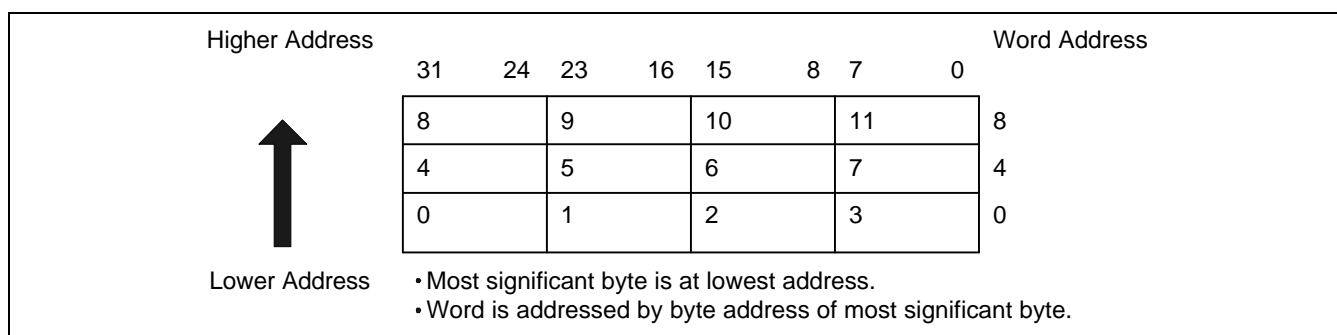 Higher Address Word Address
31 24 23 16 15 8 7 0
8 9 10 11 8
4 5 6 7 4
0 1 2 3 0
Lower Address • Most significant byte is at lowest address.
• Word is addressed by byte address of most significant byte.